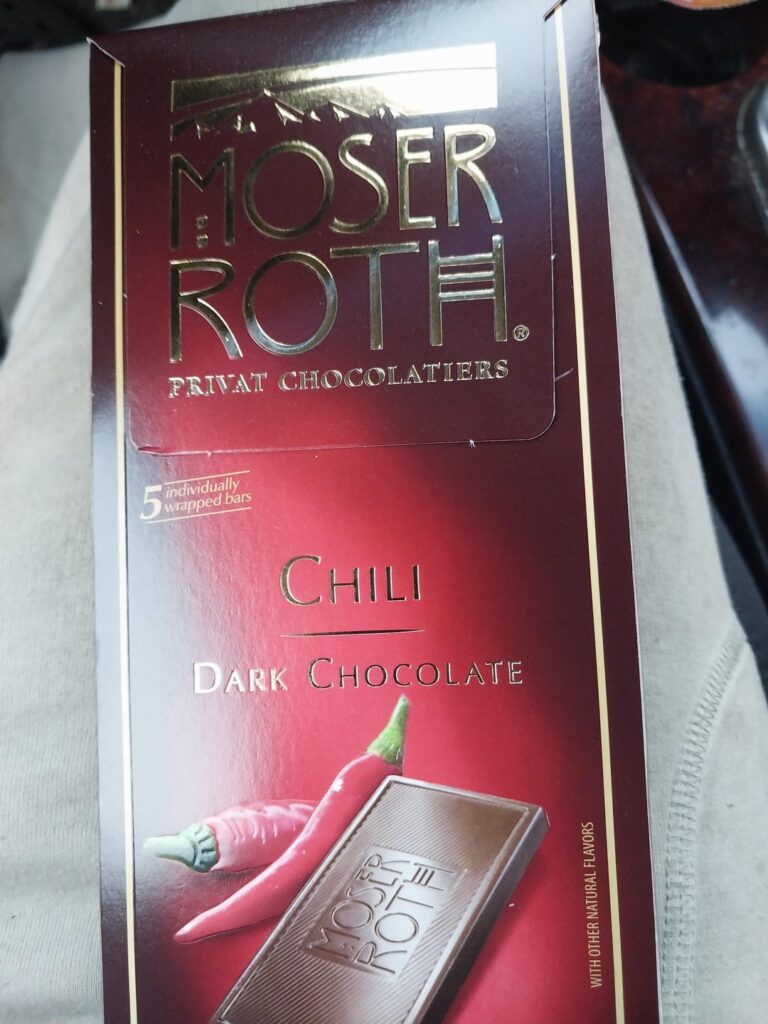 MOSER
ROTH®
PRIVAT CHOCOLATIERS
5 individually
wrapped bars
CHILI
DARK CHOCOLATE
MOSER
ROTH
WITH OTHER NATURAL FLAVORS